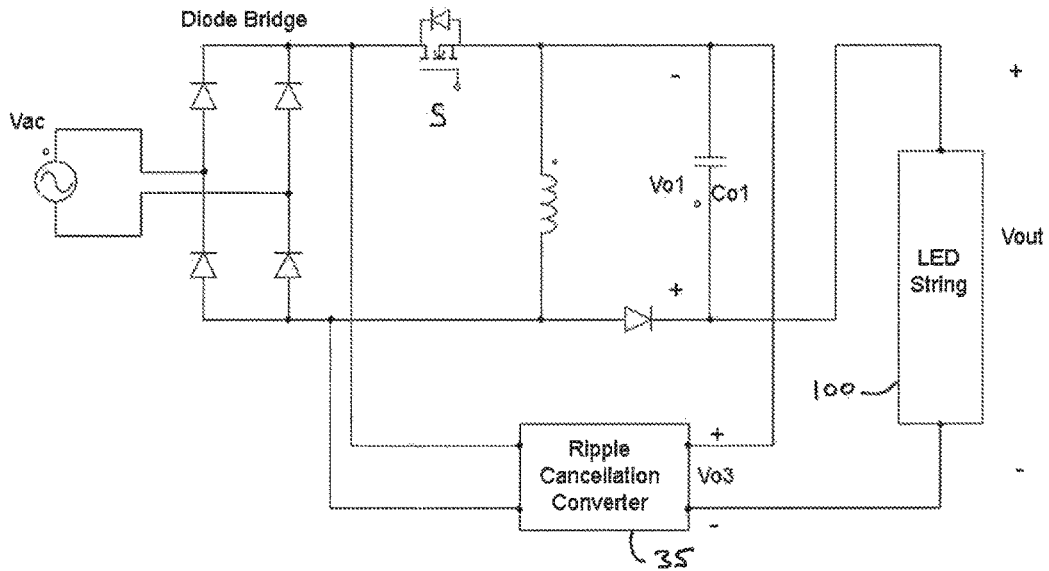 Diode Bridge
Vac
S
-
Vo1
Co1
+
+
LED
String
Vout
-
100
Ripple
Cancellation
Converter
+
Vo3
-
35